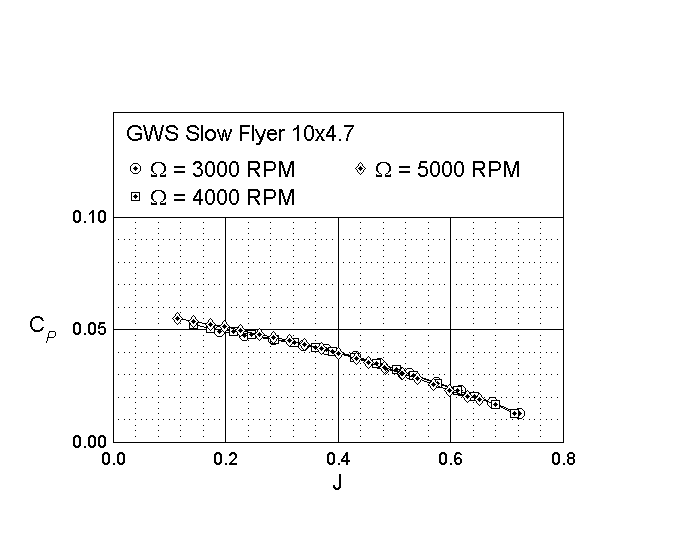 GWS Slow Flyer 10x4.7
Ω = 3000 RPM
Ω = 5000 RPM
Ω = 4000 RPM
0.10
0.05
0.00
C_P
0.0 0.2 0.4 0.6 0.8
J